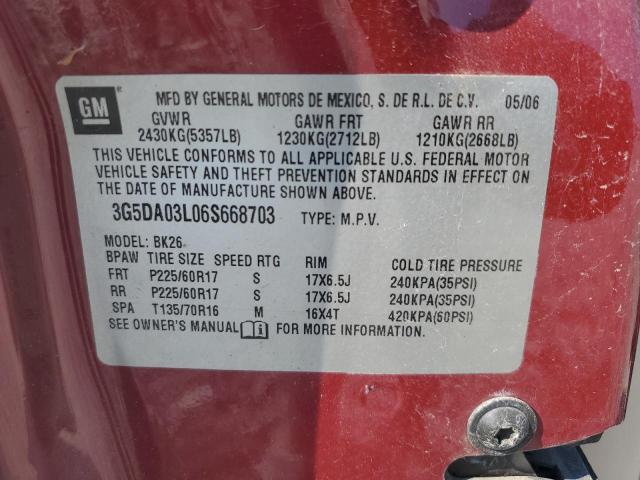 GM
MFD BY GENERAL MOTORS DE MEXICO, S. DE R.L. DE C.V. 05/06
GVWR GAWR FRT GAWR RR
2430KG(5357LB) 1230KG(2712LB) 1210KG(2668LB)
THIS VEHICLE CONFORMS TO ALL APPLICABLE U.S. FEDERAL MOTOR
VEHICLE SAFETY AND THEFT PREVENTION STANDARDS IN EFFECT ON
THE DATE OF MANUFACTURE SHOWN ABOVE.
3G5DA03L06S668703 TYPE: M.P.V.
MODEL: BK26
BPAW TIRE SIZE SPEED RTG RIM COLD TIRE PRESSURE
FRT P225/60R17 S 17X6.5J 240KPA(35PSI)
RR P225/60R17 S 17X6.5J 240KPA(35PSI)
SPA T135/70R16 M 16X4T 420KPA(60PSI)
SEE OWNER'S MANUAL FOR MORE INFORMATION.